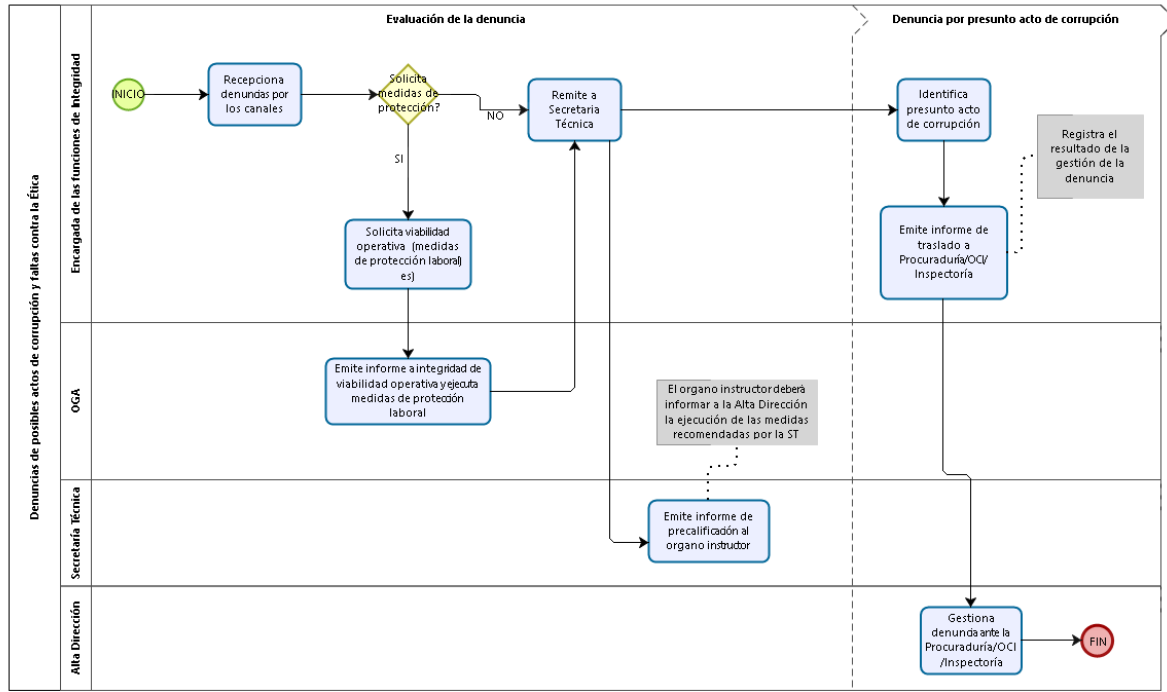 Evaluación de la denuncia
Denuncia por presunto acto de corrupción
Denuncias de posibles actos de corrupción y faltas contra la Ética
Encargada de las funciones de Integridad
INICIO
Recepciona
denuncias por
los canales
Solicita
medidas de
protección?
NO
SI
Remite a
Secretaria
Técnica
Identifica
presunto acto
de corrupción
Registra el
resultado de la
gestión de la
denuncia
Solicita viabilidad
operativa (medidas
de protección laboral)
es)
Emite informe de
traslado a
Procuraduría/OCI/
Inspectoría
OGA
Emite informe a integridad de
viabilidad operativa y ejecuta
medidas de protección
laboral
El organo instructor deberá
informar a la Alta Dirección
la ejecución de las medidas
recomendadas por la ST
Secretaría Técnica
Emite informe de
precalificación al
organo instructor
Alta Dirección
Gestiona
denuncia ante la
Procuraduría/OCI
/Inspectoría
FIN